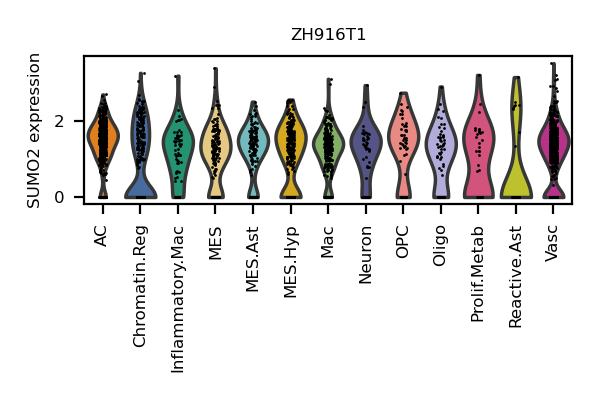 ZH916T1
SUMO2 expression
2
0
AC
Chromatin.Reg
Inflammatory.Mac
MES
MES.Ast
MES.Hyp
Mac
Neuron
OPC
Oligo
Prolif.Metab
Reactive.Ast
Vasc